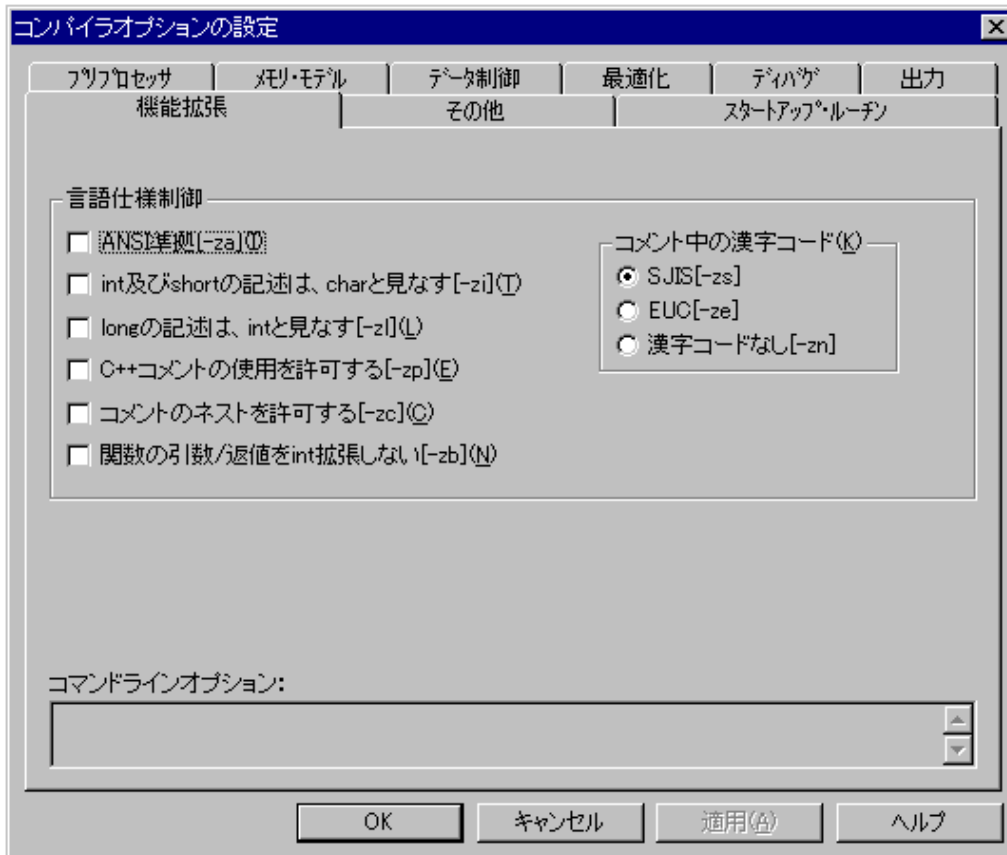 コンパイラオプションの設定
ﾌﾟﾘﾌﾟﾛｾｯｻ ﾒﾓﾘ・ﾓﾃﾞﾙ ﾃﾞｰﾀ制御 最適化 ﾃﾞｨﾊﾞｸﾞ 出力
機能拡張 その他 ｽﾀｰﾄｱｯﾌﾟ・ﾙｰﾁﾝ
言語仕様制御
ANSI準拠[-za](I)
int及びshortの記述は、charと見なす[-zi](T)
longの記述は、intと見なす[-zl](L)
C++コメントの使用を許可する[-zp](E)
コメントのネストを許可する[-zc](C)
関数の引数/返値をint拡張しない[-zb](N)
コメント中の漢字コード(K)
SJIS[-zs]
EUC[-ze]
漢字コードなし[-zn]
コマンドラインオプション:
OK キャンセル 適用(A) ヘルプ